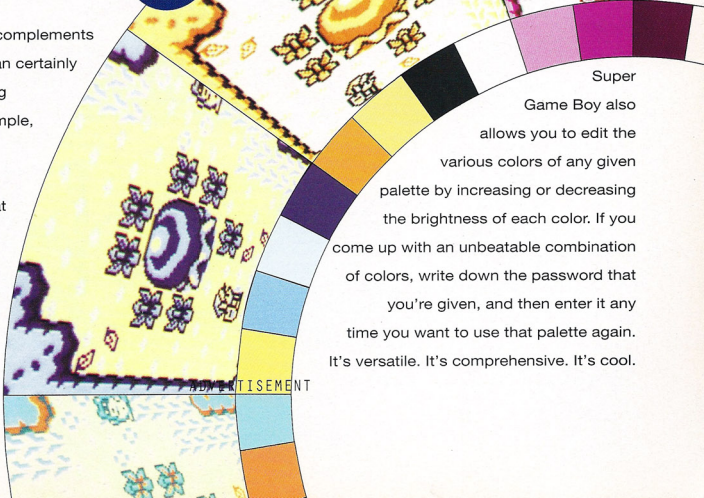 complements
certainly
Super
Game Boy also
allows you to edit the
various colors of any given
palette by increasing or decreasing
the brightness of each color. If you
come up with an unbeatable combination
of colors, write down the password that
you're given, and then enter it any
time you want to use that palette again.
It's versatile. It's comprehensive. It's cool.
ADVERTISEMENT